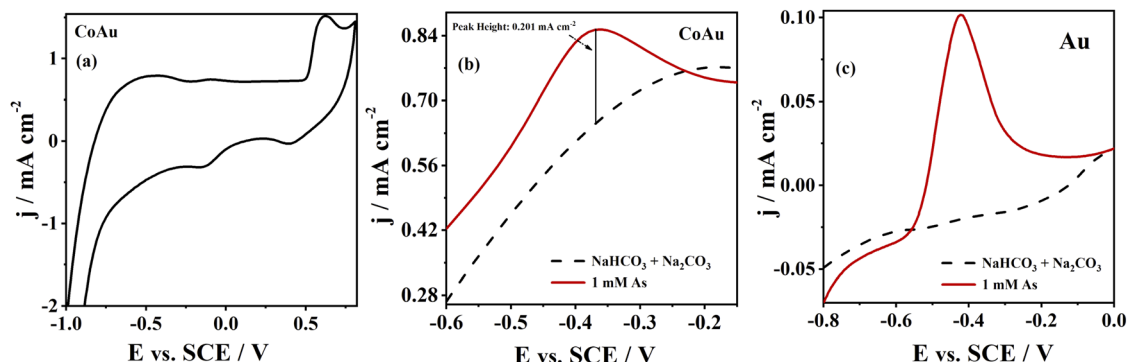 CoAu
(a)
1
0
-1
-2
-1.0
-0.5
0.0
0.5
j / mA cm-2
E vs. SCE / V
Peak Height: 0.201 mA cm-2
CoAu
(b)
0.84
0.70
0.56
0.42
0.28
-0.6
-0.5
-0.4
-0.3
-0.2
NaHCO3 + Na2CO3
1 mM As
j / mA cm-2
E vs. SCE / V
Au
(c)
0.10
0.05
0.00
-0.05
-0.8
-0.6
-0.4
-0.2
0.0
NaHCO3 + Na2CO3
1 mM As
j / mA cm-2
E vs. SCE / V